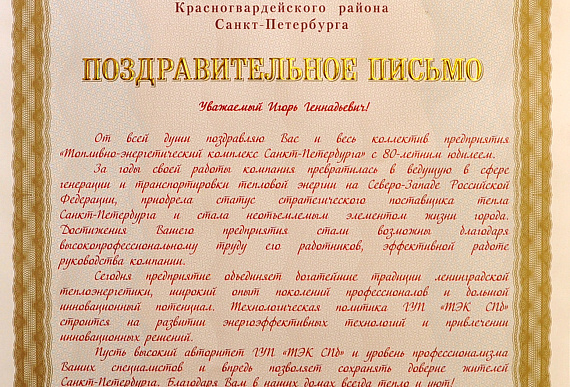 Красногвардейского района
Санкт-Петербурга
ПОЗДРАВИТЕЛЬНОЕ ПИСЬМО
Уважаемый Игорь Геннадьевич!
От всей души поздравляю Вас и весь коллектив предприятия
«Топливно-энергетический комплекс Санкт-Петербурга» с 80-летним юбилеем.
За годы своей работы компания превратилась в ведущую в сфере
генерации и транспортировки тепловой энергии на Северо-Западе Российской
Федерации, приобрела статус стратегического поставщика тепла
Санкт-Петербурга и стала неотъемлемым элементом жизни города.
Достижения Вашего предприятия стали возможны благодаря
высокопрофессиональному труду его работников, эффективной работе
руководства компании.
Сегодня предприятие объединяет богатейшие традиции ленинградской
теплоэнергетики, широкий опыт поколений профессионалов и большой
инновационный потенциал. Технологическая политика ГУП «ТЭК СПб»
строится на развитии энергоэффективных технологий и привлечении
инновационных решений.
Пусть высокий авторитет ГУП «ТЭК СПб» и уровень профессионализма
Ваших специалистов и впредь позволяет сохранять доверие жителей
Санкт-Петербурга. Благодаря Вам в наших домах всегда тепло и уют!